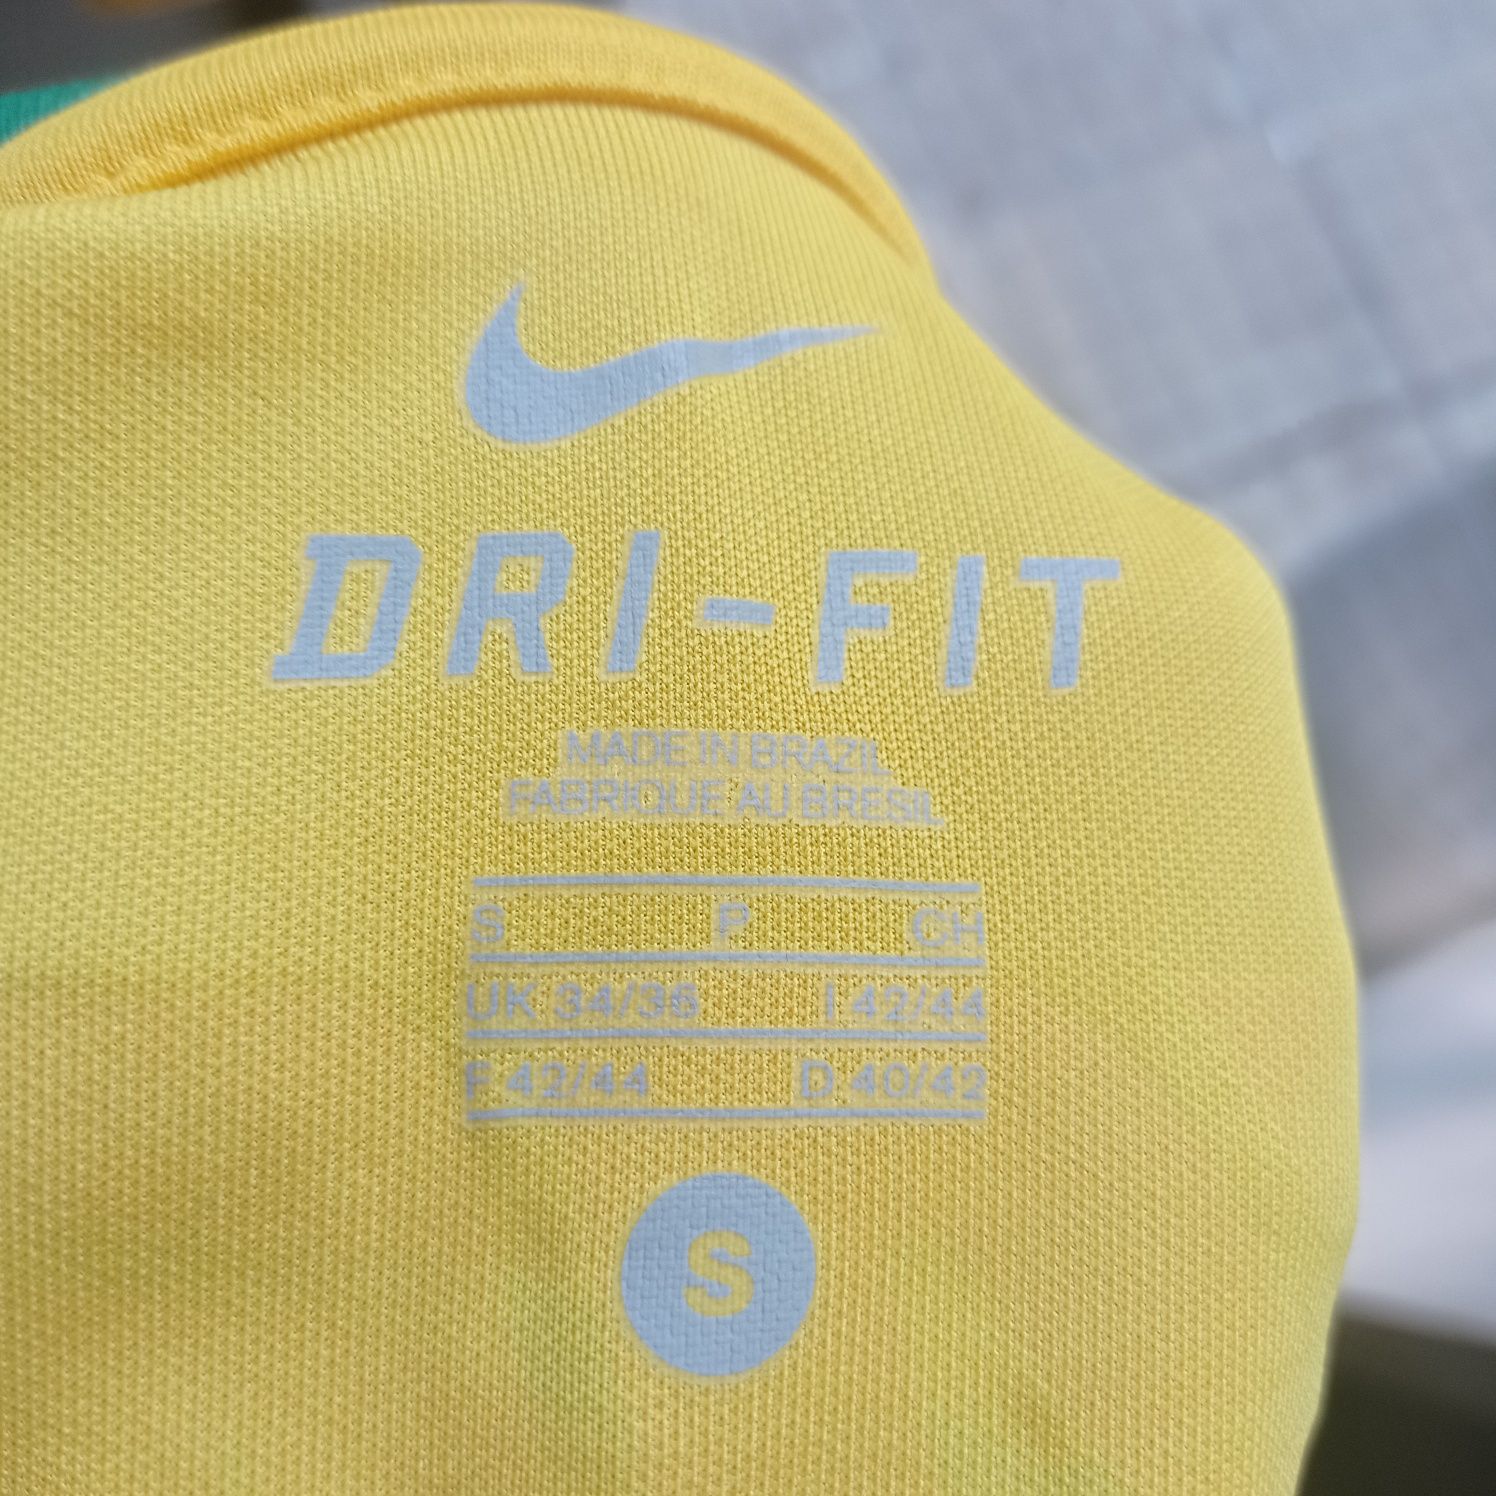 DRI-FIT
MADE IN BRAZIL
FABRIQUE AU BRESIL
S P CH
UK 34/36 I 42/44
F 42/44 D 40/42
S